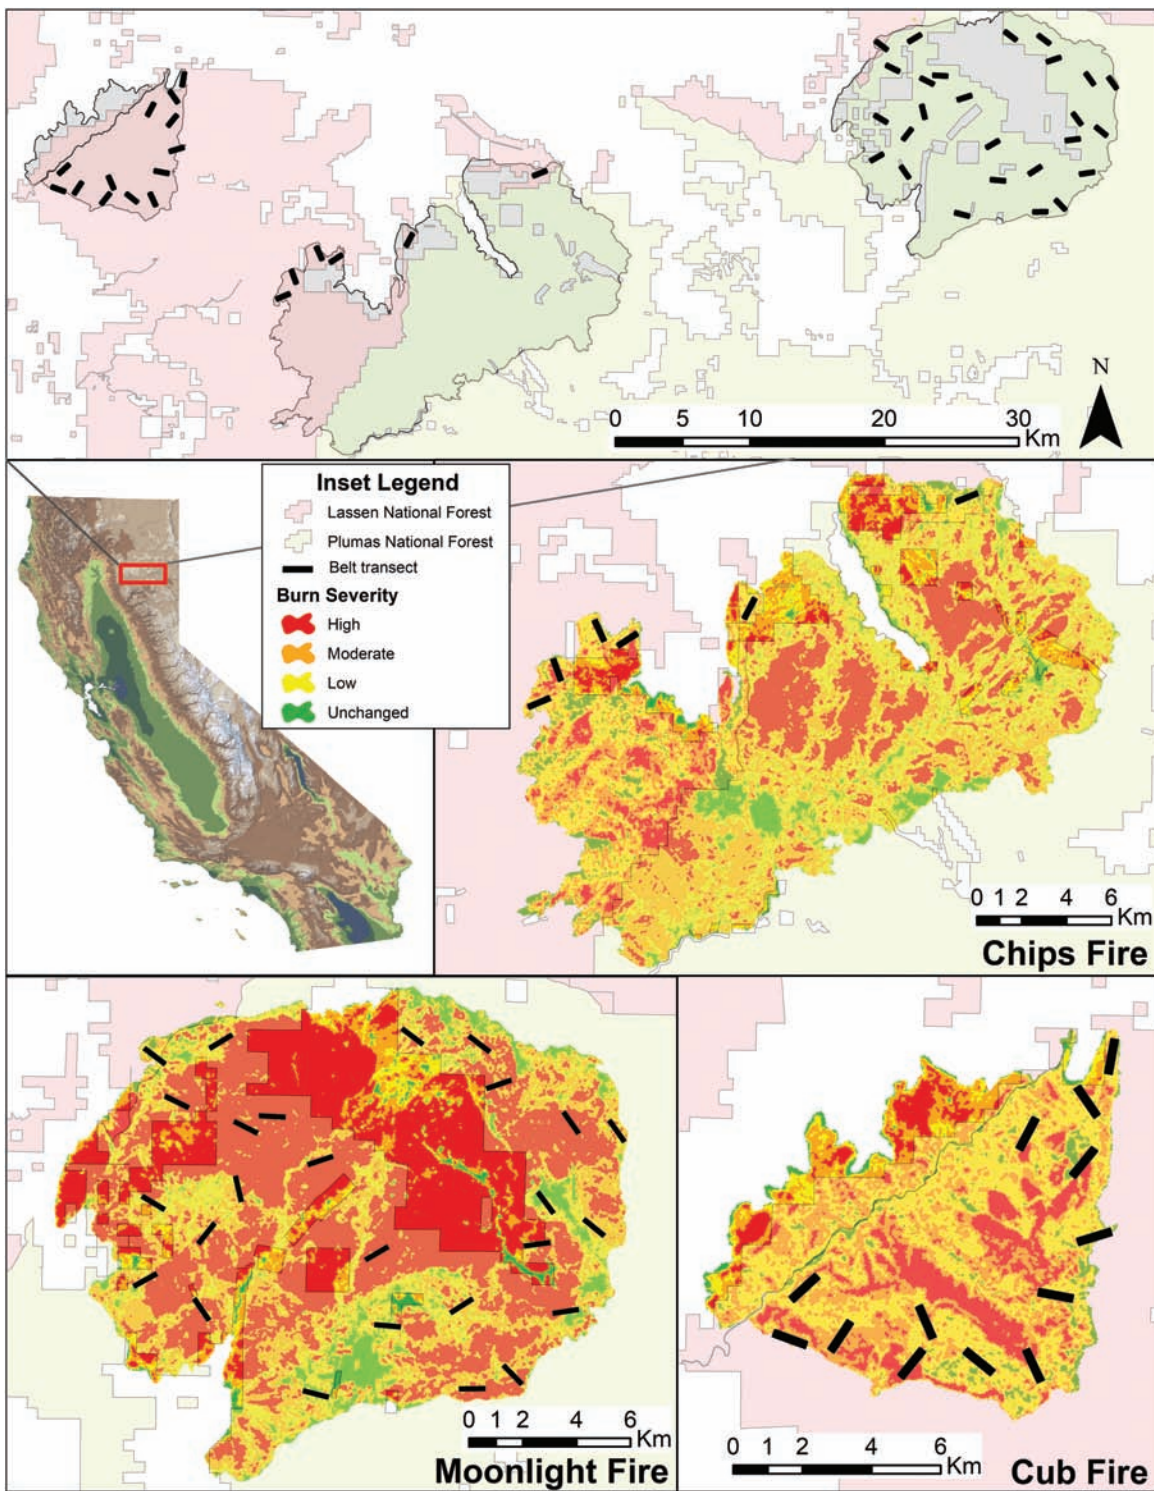 N
0 5 10 20 30
Km
Inset Legend
Lassen National Forest
Plumas National Forest
Belt transect
Burn Severity
High
Moderate
Low
Unchanged
0 1 2 4 6
Km
Chips Fire
0 1 2 4 6
Km
Moonlight Fire
0 1 2 4 6
Km
Cub Fire